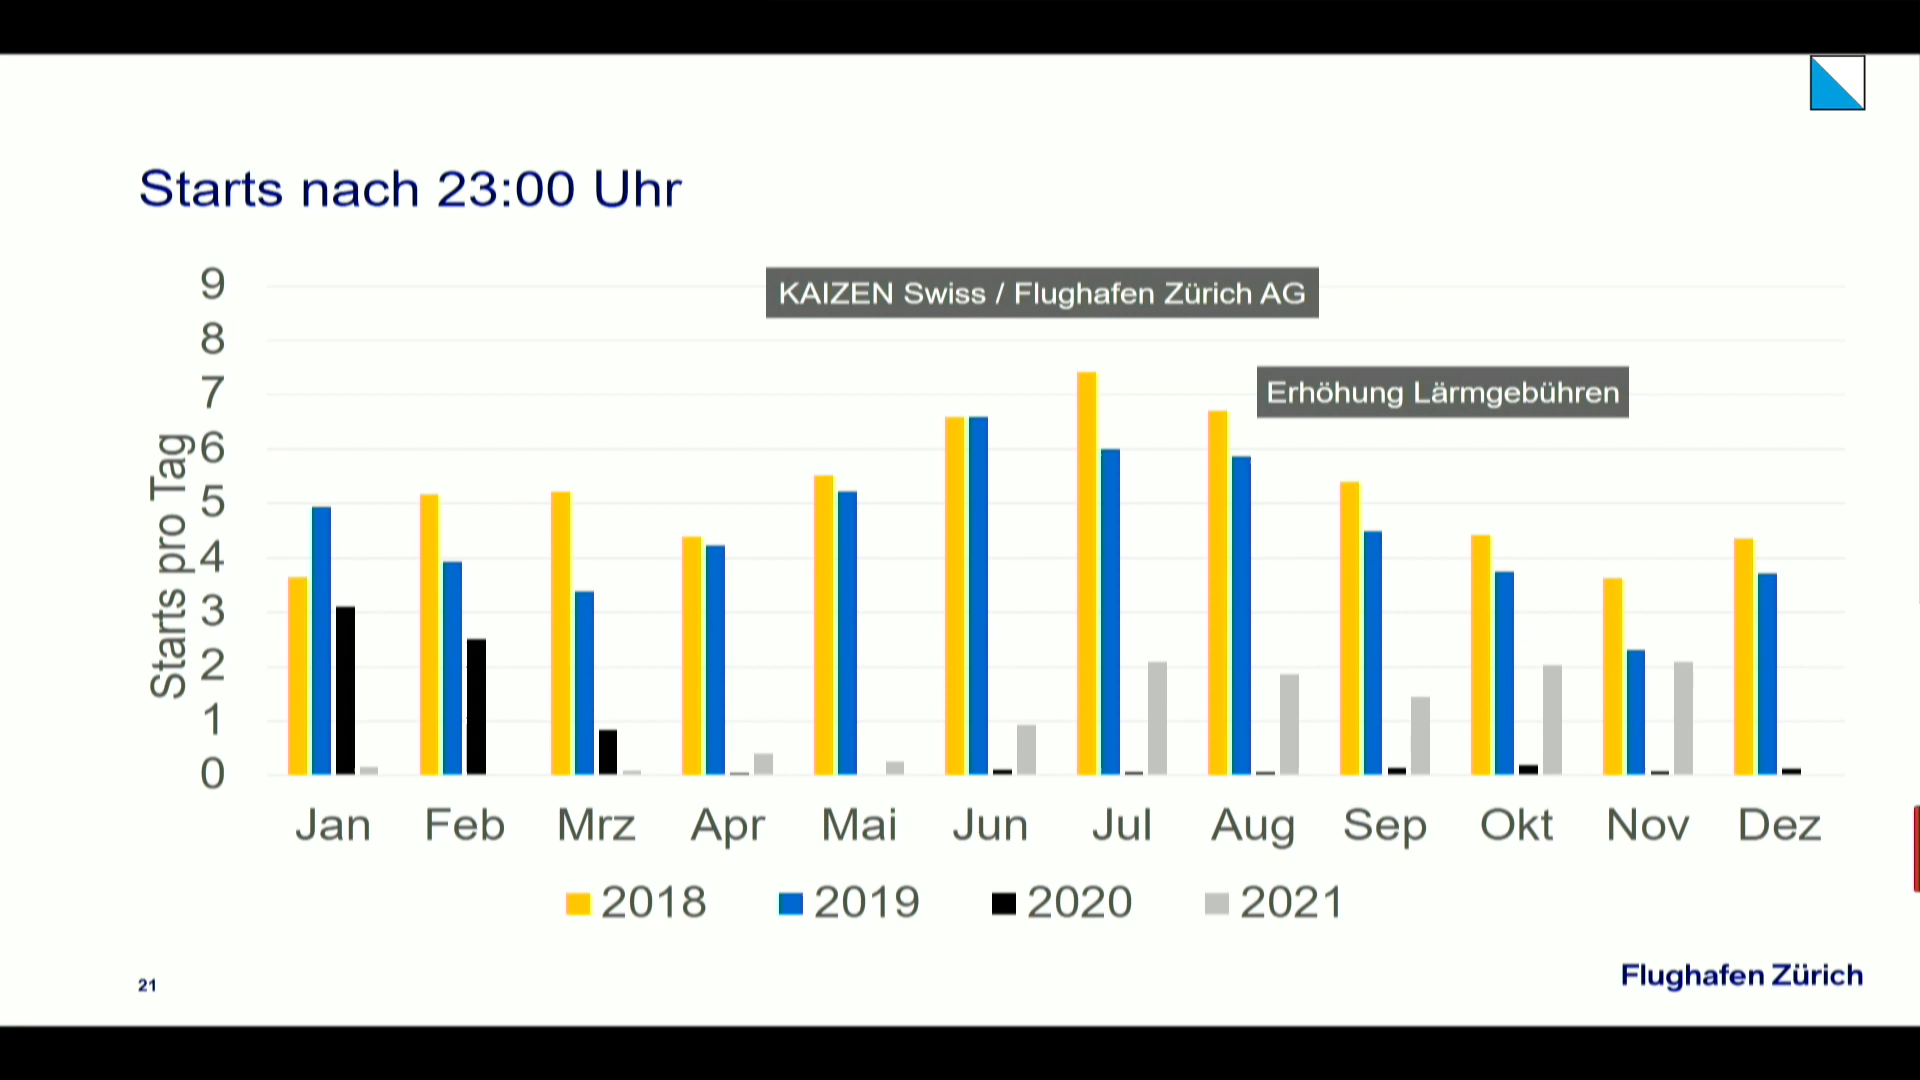 Starts nach 23:00 Uhr
KAIZEN Swiss / Flughafen Zürich AG
Erhöhung Lärmgebühren
Starts pro Tag
9
8
7
6
5
4
3
2
1
0
Jan Feb Mrz Apr Mai Jun Jul Aug Sep Okt Nov Dez
2018 2019 2020 2021
21
Flughafen Zürich